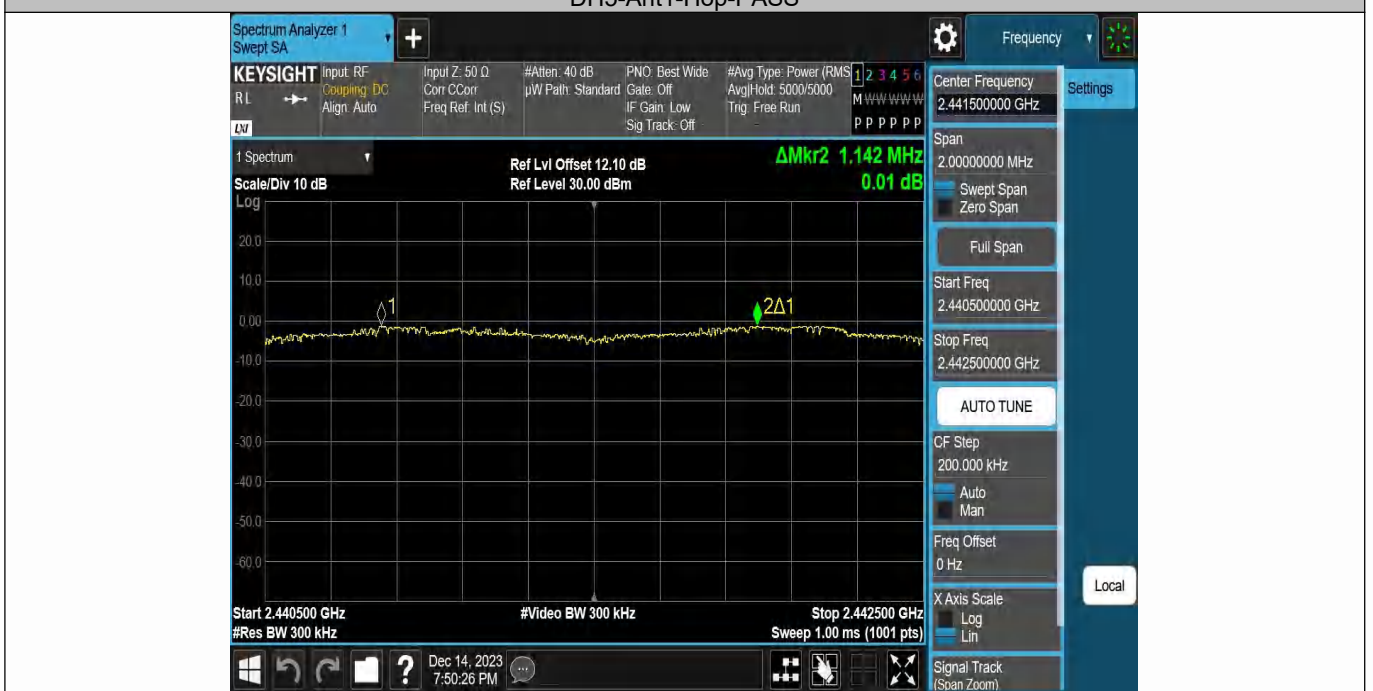 DH5-Ant1-Hop-PASS
Spectrum Analyzer 1
Swept SA
Frequency
KEYSIGHT
RL
LXI
Input: RF
Coupling: DC
Align: Auto
Input Z: 50 Ω
Corr CCorr
Freq Ref: Int (S)
#Atten: 40 dB
µW Path: Standard
PNO: Best Wide
Gate: Off
IF Gain: Low
Sig Track: Off
#Avg Type: Power (RMS
Avg|Hold: 5000/5000
Trig: Free Run
1 2 3 4 5 6
M W W W W W
P P P P P P
1 Spectrum
Scale/Div 10 dB
Log
Ref Lvl Offset 12.10 dB
Ref Level 30.00 dBm
ΔMkr2 1.142 MHz
0.01 dB
20.0
10.0
0.00
-10.0
-20.0
-30.0
-40.0
-50.0
-60.0
1
2Δ1
Start 2.440500 GHz
#Res BW 300 kHz
#Video BW 300 kHz
Stop 2.442500 GHz
Sweep 1.00 ms (1001 pts)
Center Frequency
2.441500000 GHz
Settings
Span
2.00000000 MHz
Swept Span
Zero Span
Full Span
Start Freq
2.440500000 GHz
Stop Freq
2.442500000 GHz
AUTO TUNE
CF Step
200.000 kHz
Auto
Man
Freq Offset
0 Hz
X Axis Scale
Log
Lin
Local
Signal Track
(Span Zoom)
?
Dec 14, 2023
7:50:26 PM